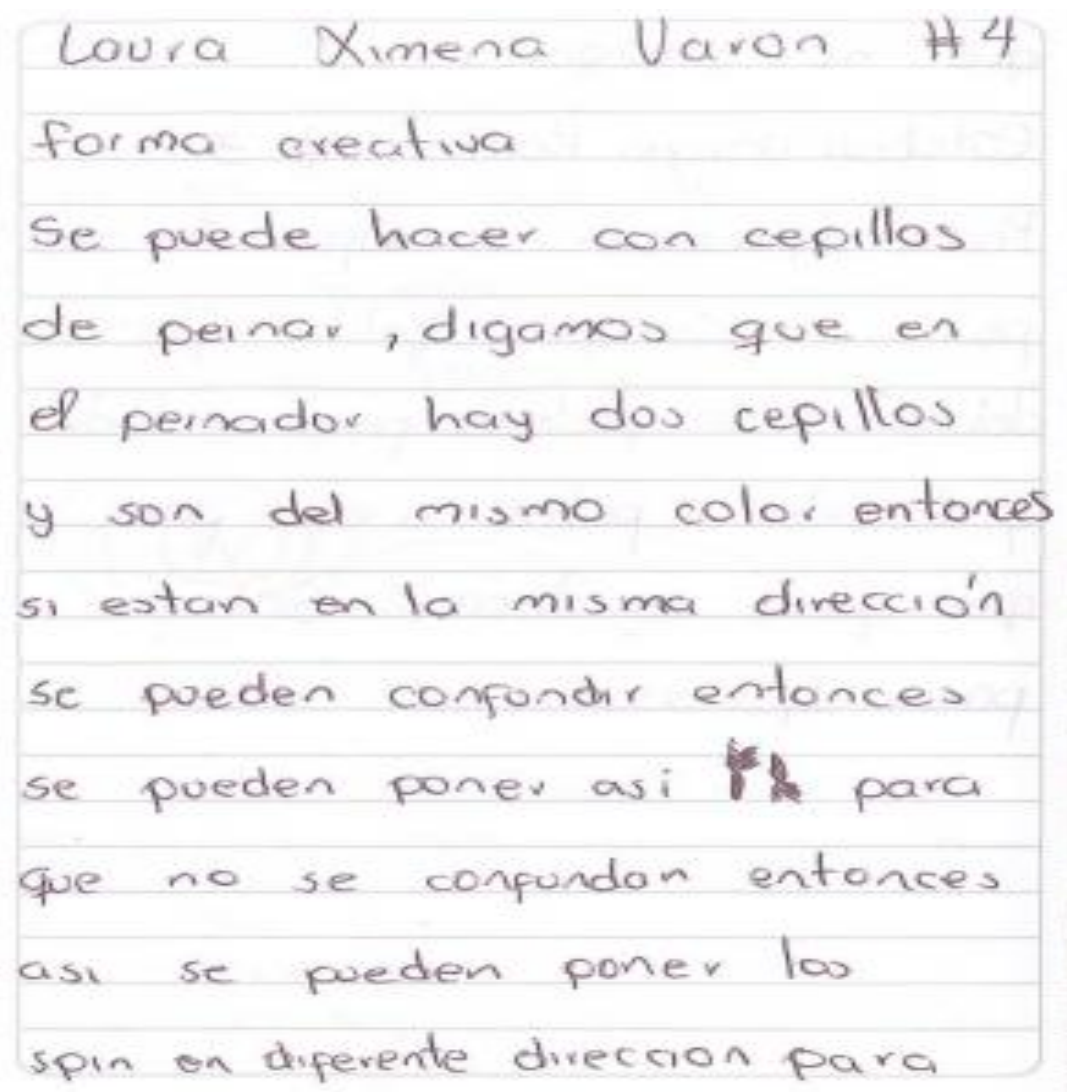 Laura Ximena Varon #4
forma creativa
Se puede hacer con cepillos
de peinar, digamos que en
el peinador hay dos cepillos
y son del mismo color entonces
si estan en la misma dirección
se pueden confundir entonces
se pueden poner asi para
que no se confundan entonces
asi se pueden poner los
spin en diferente direccion para